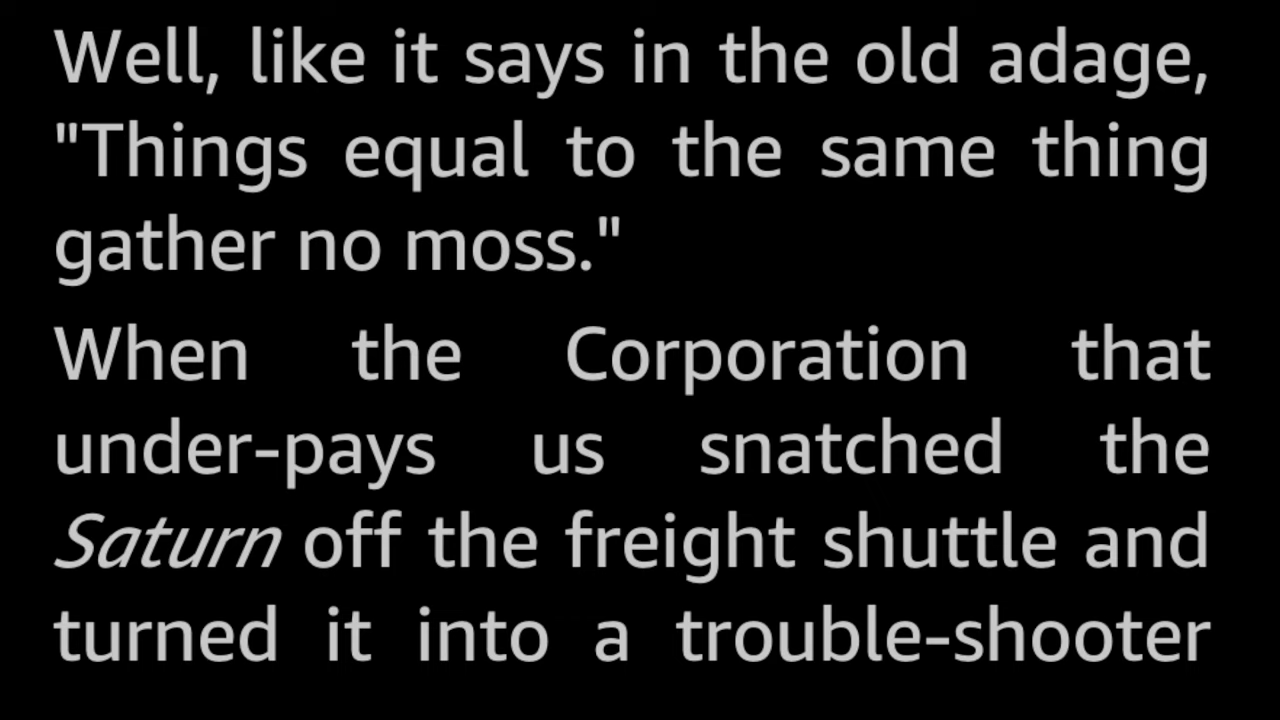 Well, like it says in the old adage,
"Things equal to the same thing
gather no moss."
When the Corporation that
under-pays us snatched the
Saturn off the freight shuttle and
turned it into a trouble-shooter